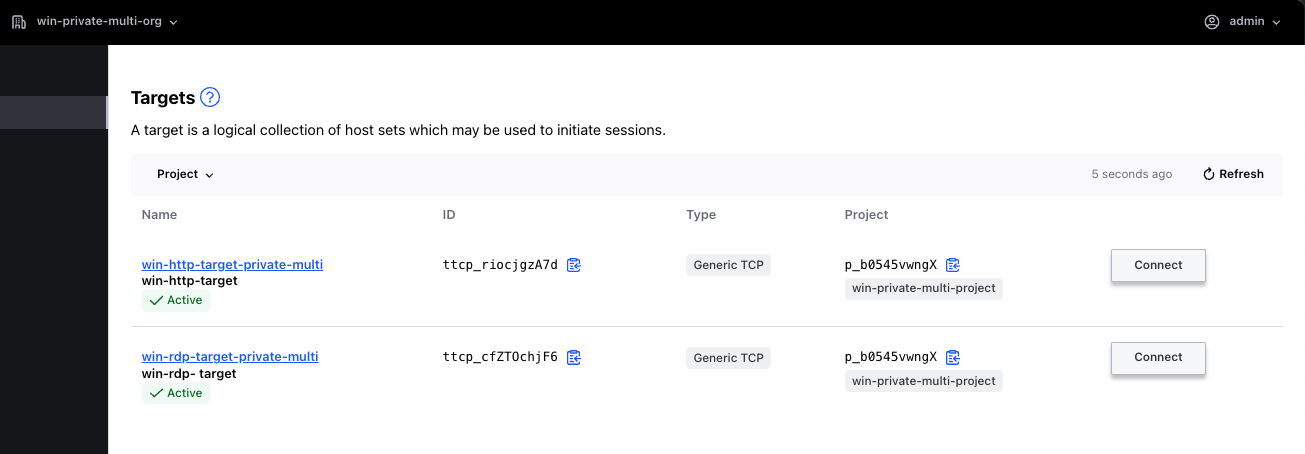 win-private-multi-org admin
Targets ?
A target is a logical collection of host sets which may be used to initiate sessions.
Project 5 seconds ago Refresh
Name ID Type Project
win-http-target-private-multi ttcp_riocjgzA7d Generic TCP p_b0545vwngX Connect
win-http-target win-private-multi-project
Active
win-rdp-target-private-multi ttcp_cfZTOchjF6 Generic TCP p_b0545vwngX Connect
win-rdp- target win-private-multi-project
Active